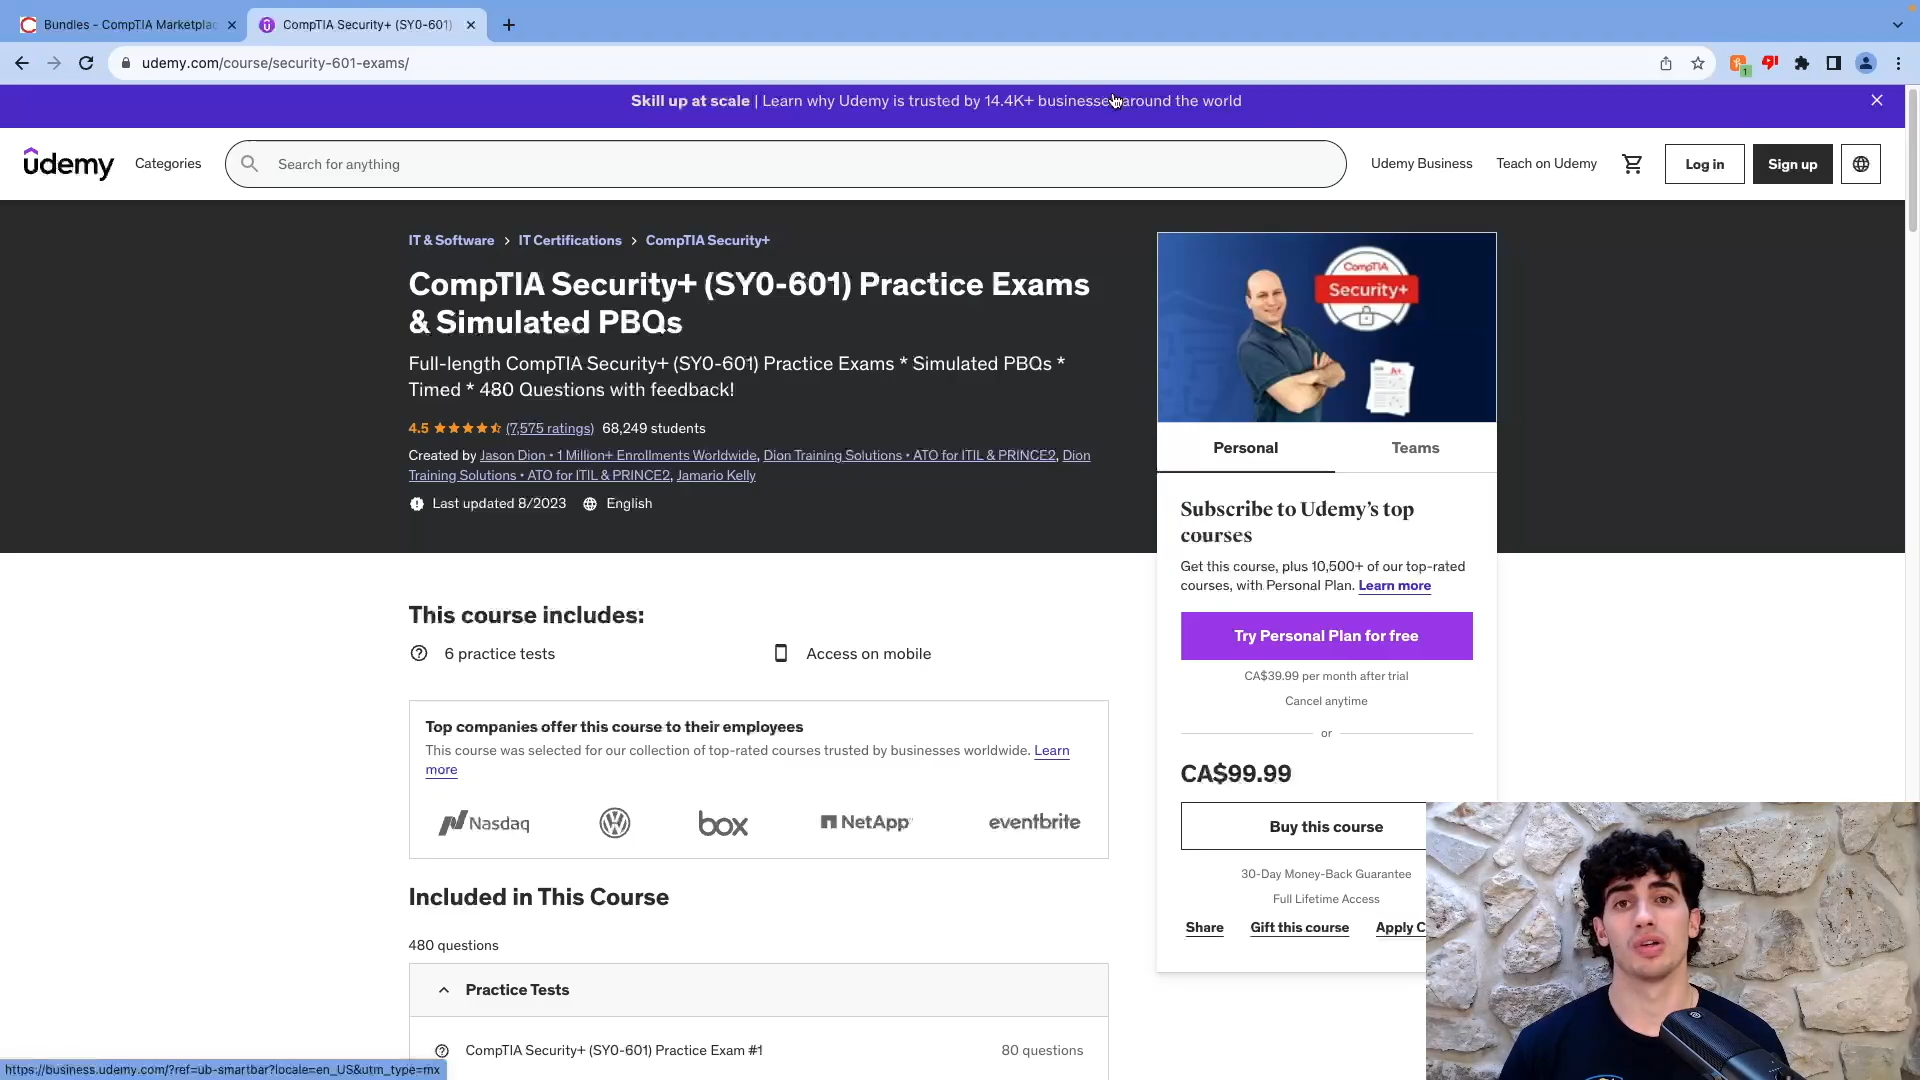 Bundles - CompTIA Marketplac
CompTIA Security+ (SY0-601)
udemy.com/course/security-601-exams/
1
Skill up at scale | Learn why Udemy is trusted by 14.4K+ businesses around the world
udemy
Categories
Search for anything
Udemy Business
Teach on Udemy
Log in
Sign up
IT & Software > IT Certifications > CompTIA Security+
CompTIA Security+ (SY0-601) Practice Exams
& Simulated PBQs
Full-length CompTIA Security+ (SY0-601) Practice Exams * Simulated PBQs *
Timed * 480 Questions with feedback!
4.5 (7,575 ratings) 68,249 students
Created by Jason Dion • 1 Million+ Enrollments Worldwide, Dion Training Solutions • ATO for ITIL & PRINCE2, Dion
Training Solutions • ATO for ITIL & PRINCE2, Jamario Kelly
Last updated 8/2023
English
CompTIA
Security+
A+
Personal
Teams
Subscribe to Udemy’s top
courses
Get this course, plus 10,500+ of our top-rated
courses, with Personal Plan. Learn more
Try Personal Plan for free
CA$39.99 per month after trial
Cancel anytime
or
CA$99.99
Buy this course
30-Day Money-Back Guarantee
Full Lifetime Access
Share
Gift this course
Apply C
This course includes:
6 practice tests
Access on mobile
Top companies offer this course to their employees
This course was selected for our collection of top-rated courses trusted by businesses worldwide. Learn
more
Nasdaq
box
NetApp
eventbrite
Included in This Course
480 questions
Practice Tests
CompTIA Security+ (SY0-601) Practice Exam #1
80 questions
https://business.udemy.com/?ref=ub-smartbar?locale=en_US&utm_type=mx